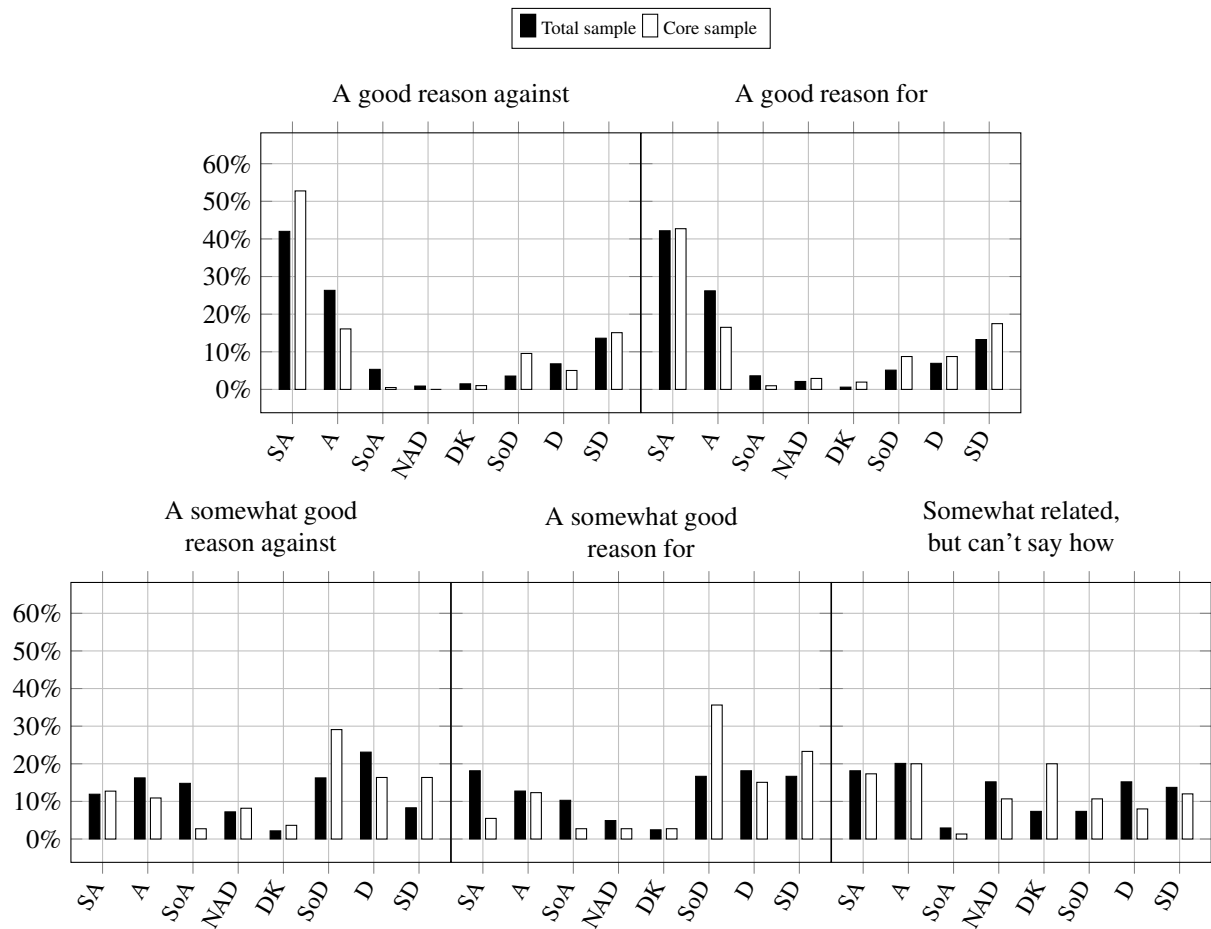 Total sample Core sample
A good reason against
A good reason for
60%
50%
40%
30%
20%
10%
0%
SA A SoA NAD DK SoD D SD
SA A SoA NAD DK SoD D SD
A somewhat good
reason against
A somewhat good
reason for
Somewhat related,
but can't say how
60%
50%
40%
30%
20%
10%
0%
SA A SoA NAD DK SoD D SD
SA A SoA NAD DK SoD D SD
SA A SoA NAD DK SoD D SD